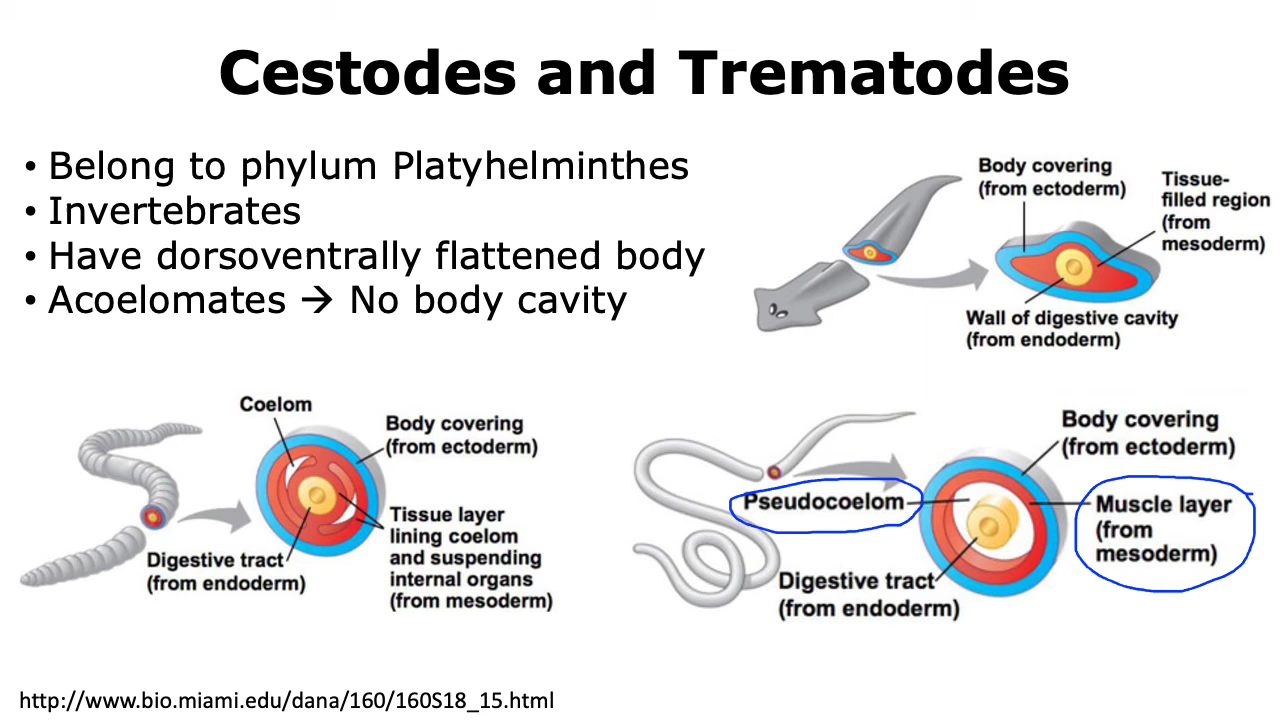 Cestodes and Trematodes
• Belong to phylum Platyhelminthes
• Invertebrates
• Have dorsoventrally flattened body
• Acoelomates → No body cavity
Body covering
(from ectoderm)
Tissue-
filled region
(from
mesoderm)
Wall of digestive cavity
(from endoderm)
Coelom
Body covering
(from ectoderm)
Tissue layer
lining coelom
and suspending
internal organs
(from mesoderm)
Digestive tract
(from endoderm)
Body covering
(from ectoderm)
Pseudocoelom
Muscle layer
(from
mesoderm)
Digestive tract
(from endoderm)
http://www.bio.miami.edu/dana/160/160S18_15.html